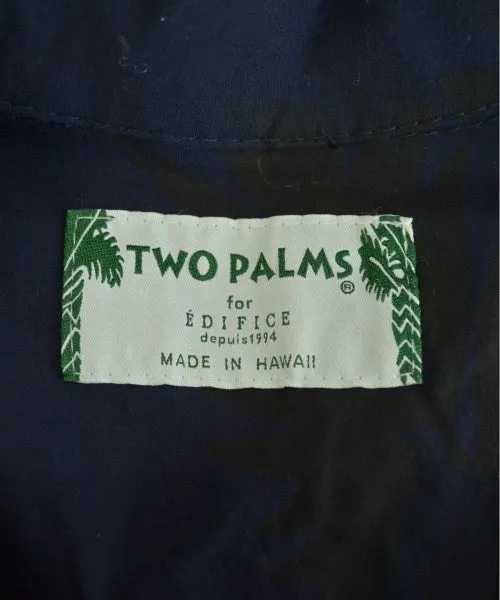 TWO PALMS®
for
ÉDIFICE
depuis1994
MADE IN HAWAII